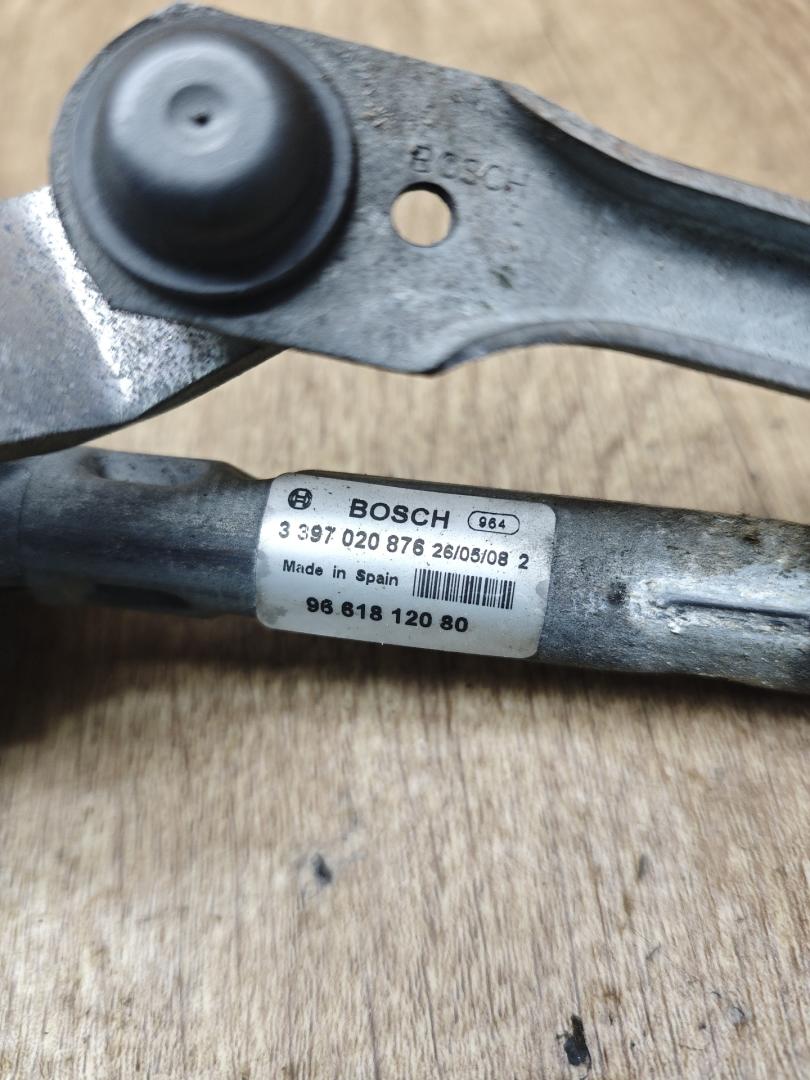 BOSCH
BOSCH 964
3 397 020 876 26/05/08 2
Made in Spain
96 618 120 80